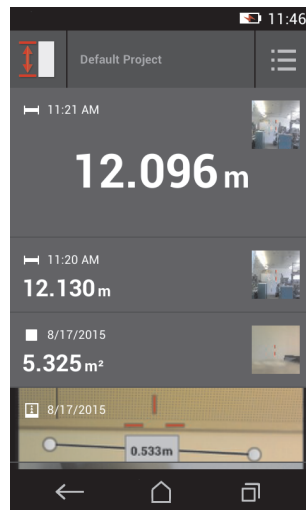 11:46
Default Project
11:21 AM
12.096 m
11:20 AM
12.130 m
8/17/2015
5.325 m²
8/17/2015
0.533m